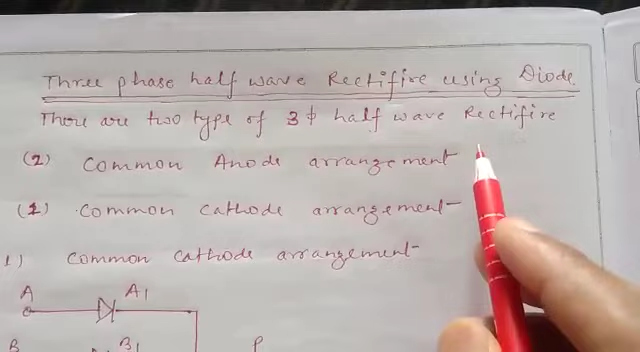 Three phase half wave Rectifire using Diode.
There are two type of 3ϕ half wave Rectifire
(2) Common Anode arrangement
(1) Common Cathode arrangement
1) Common Cathode arrangement
A A1
B B1 P